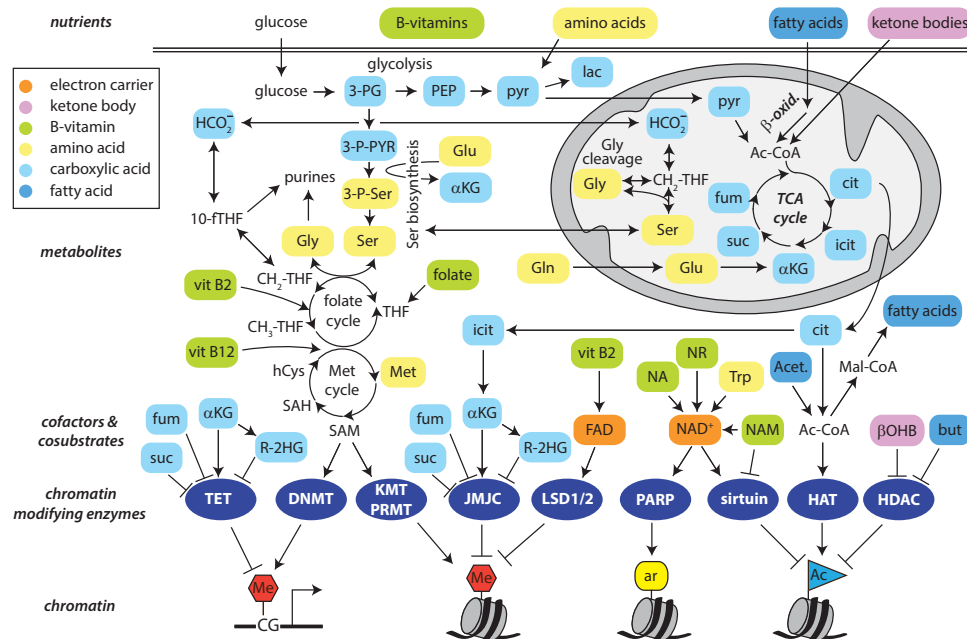 nutrients
glucose
B-vitamins
amino acids
fatty acids
ketone bodies
electron carrier
ketone body
B-vitamin
amino acid
carboxylic acid
fatty acid
glycolysis
glucose
3-PG
PEP
pyr
lac
HCO₂⁻
3-P-PYR
Glu
αKG
3-P-Ser
Ser biosynthesis
purines
10-fTHF
Gly
Ser
pyr
β-oxid.
HCO₂⁻
Ac-CoA
Gly
cleavage
Gly
CH₂-THF
cit
fum
TCA
cycle
Ser
suc
icit
Gln
Glu
αKG
metabolites
CH₂-THF
vit B2
folate
cycle
THF
folate
CH₃-THF
vit B12
hCys
Met
cycle
Met
SAH
SAM
icit
cit
fatty acids
vit B2
NR
NA
Trp
Acet.
Mal-CoA
cofactors &
cosubstrates
fum
αKG
suc
R-2HG
fum
αKG
suc
R-2HG
FAD
NAD⁺
NAM
Ac-CoA
βOHB
but
chromatin
modifying enzymes
TET
DNMT
KMT
PRMT
JMJC
LSD1/2
PARP
sirtuin
HAT
HDAC
chromatin
Me
CG
Me
ar
Ac